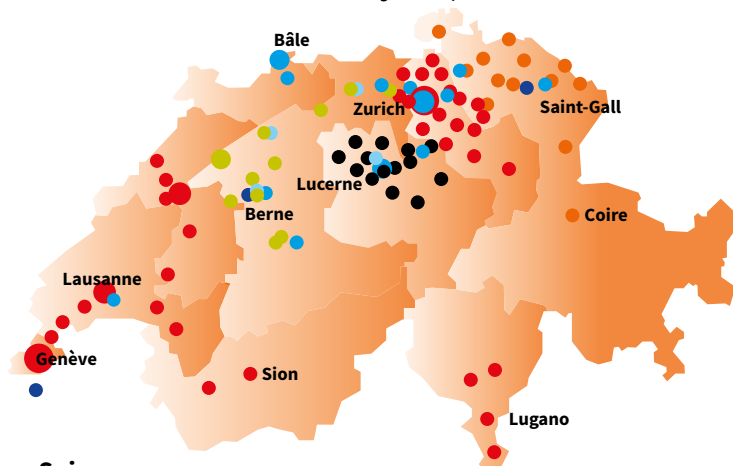 Bâle
Zurich
Saint-Gall
Lucerne
Berne
Coire
Lausanne
Genève
Sion
Lugano